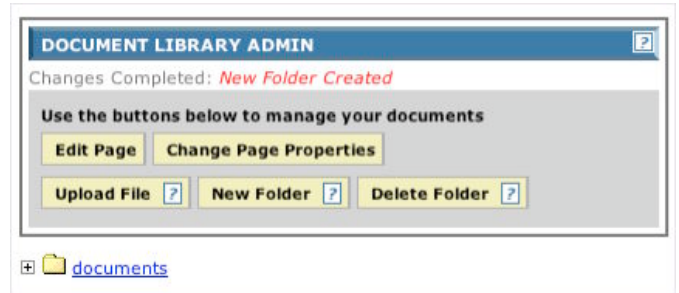 DOCUMENT LIBRARY ADMIN ?
Changes Completed: New Folder Created
Use the buttons below to manage your documents
Edit Page Change Page Properties
Upload File ? New Folder ? Delete Folder ?
documents